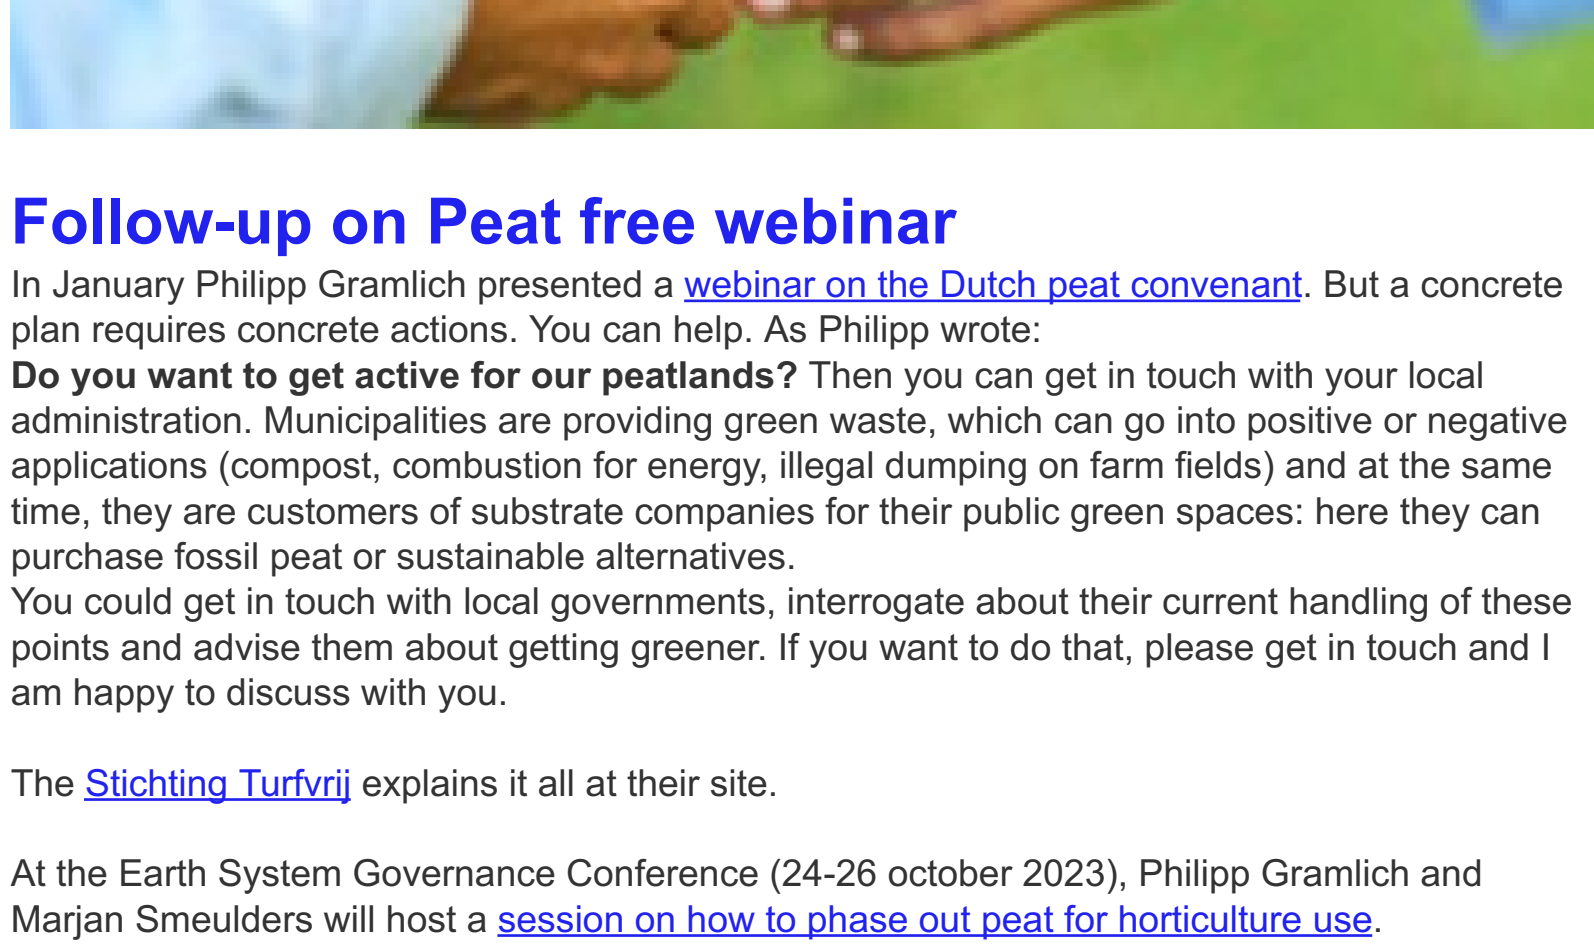 Follow-up on Peat free webinar
In January Philipp Gramlich presented a webinar on the Dutch peat convenant. But a concrete
plan requires concrete actions. You can help. As Philipp wrote:
Do you want to get active for our peatlands? Then you can get in touch with your local
administration. Municipalities are providing green waste, which can go into positive or negative
applications (compost, combustion for energy, illegal dumping on farm fields) and at the same
time, they are customers of substrate companies for their public green spaces: here they can
purchase fossil peat or sustainable alternatives.
You could get in touch with local governments, interrogate about their current handling of these
points and advise them about getting greener. If you want to do that, please get in touch and I
am happy to discuss with you.
The Stichting Turfvrij explains it all at their site.
At the Earth System Governance Conference (24-26 october 2023), Philipp Gramlich and
Marjan Smeulders will host a session on how to phase out peat for horticulture use.